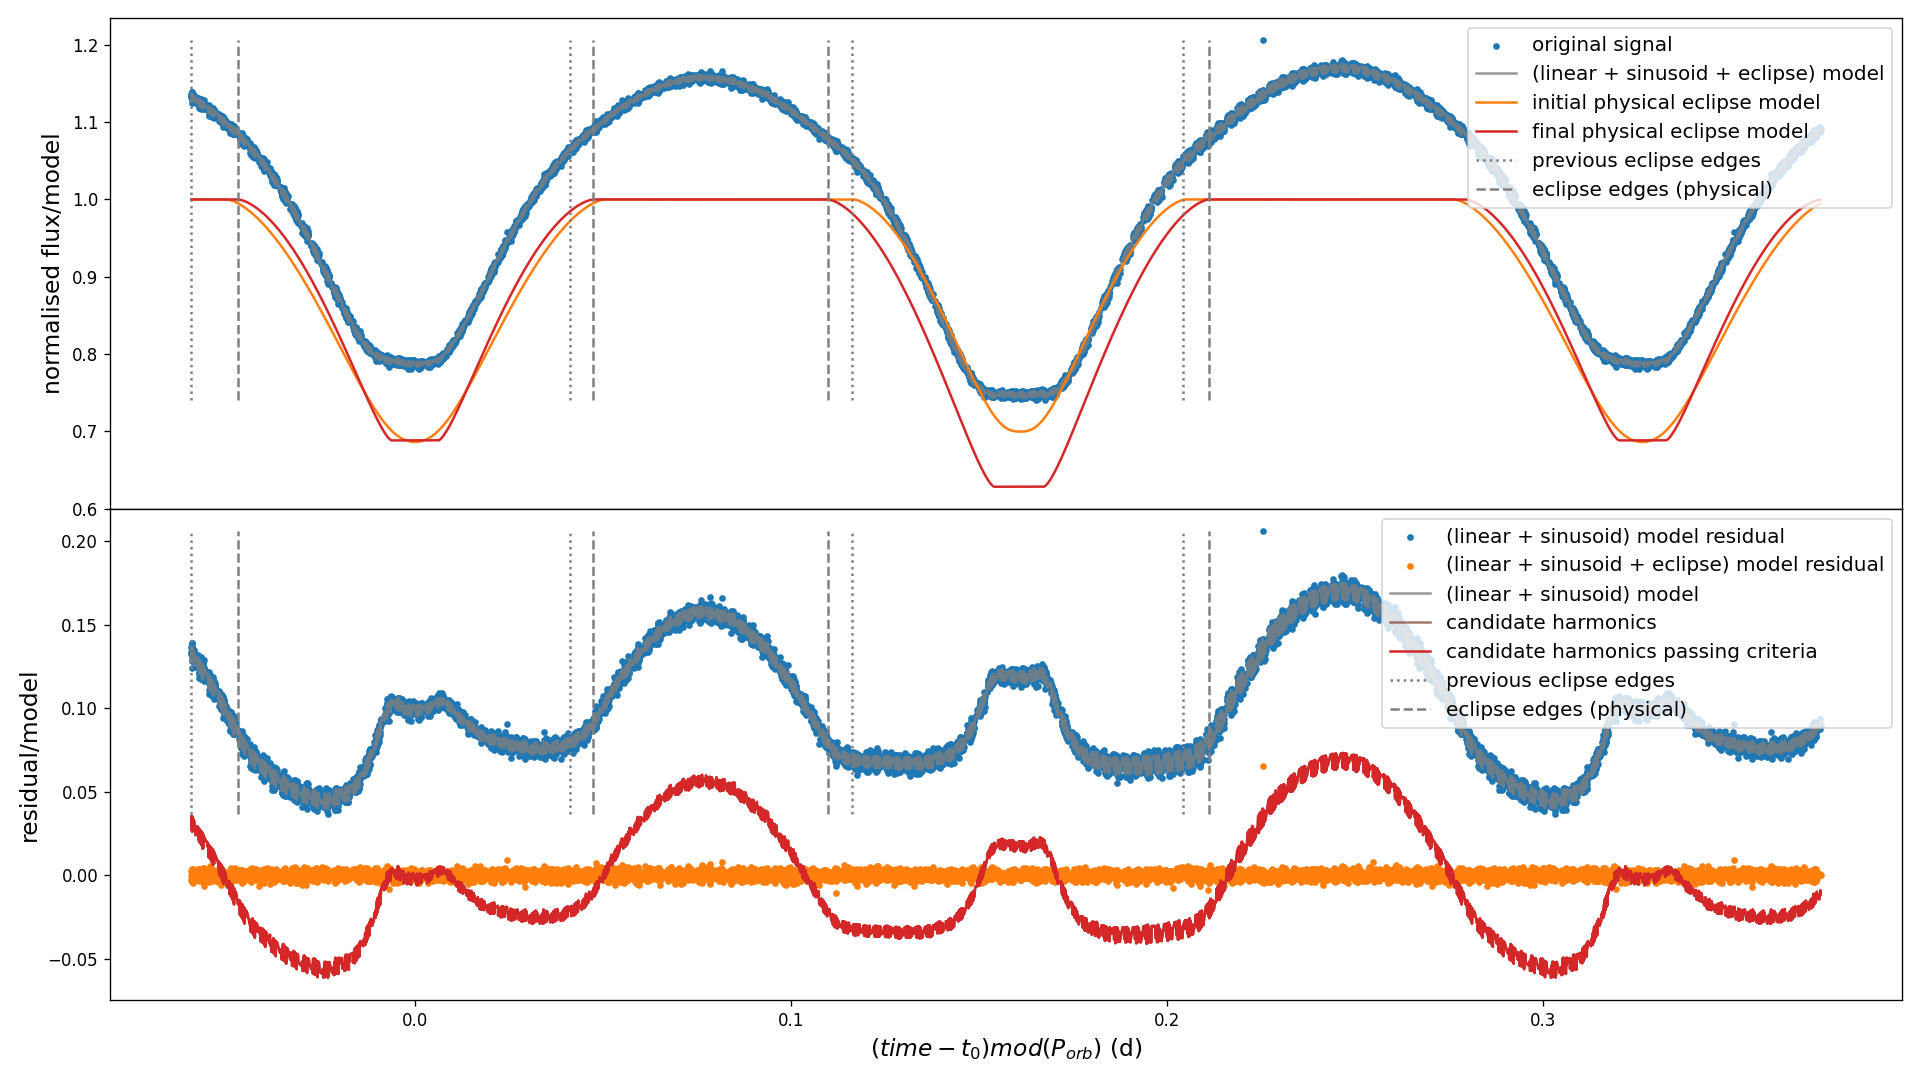 normalised flux/model
1.2
1.1
1.0
0.9
0.8
0.7
0.6
original signal
(linear + sinusoid + eclipse) model
initial physical eclipse model
final physical eclipse model
previous eclipse edges
eclipse edges (physical)
residual/model
0.20
0.15
0.10
0.05
0.00
−0.05
(linear + sinusoid) model residual
(linear + sinusoid + eclipse) model residual
(linear + sinusoid) model
candidate harmonics
candidate harmonics passing criteria
previous eclipse edges
eclipse edges (physical)
0.0 0.1 0.2 0.3
(time − t0)mod(Porb) (d)